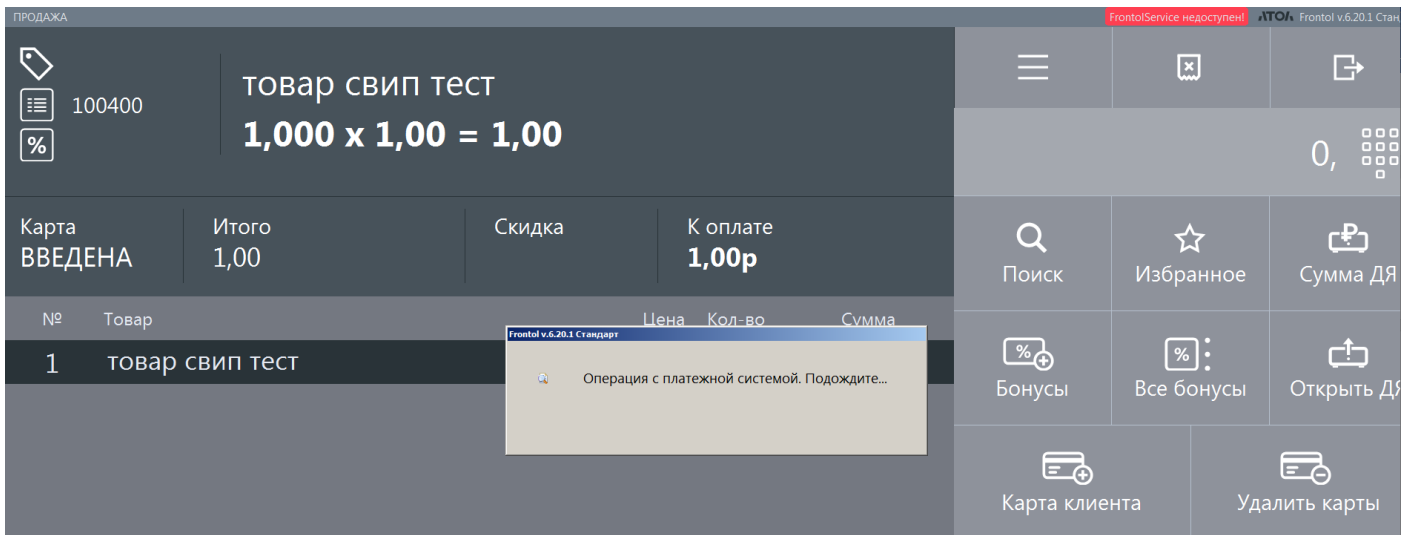 ПРОДАЖА
FrontolService недоступен!
АТОЛ Frontol v.6.20.1 Стан
100400
%
товар свип тест
1,000 x 1,00 = 1,00
0,
Карта
ВВЕДЕНА
Итого
1,00
Скидка
К оплате
1,00р
Поиск
Избранное
Сумма ДЯ
№ Товар Цена Кол-во Сумма
1 товар свип тест
Frontol v.6.20.1 Стандарт
Операция с платежной системой. Подождите...
Бонусы
Все бонусы
Открыть ДЯ
Карта клиента
Удалить карты